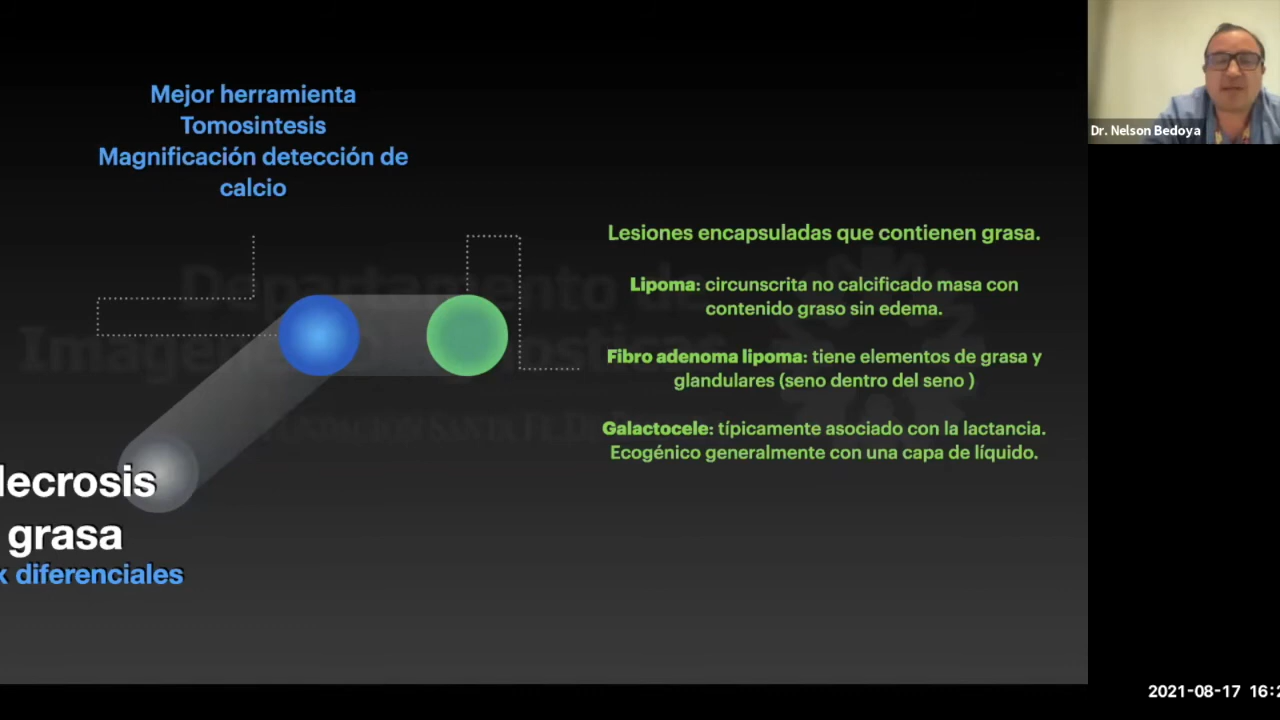 Mejor herramienta
Tomosintesis
Magnificación detección de
calcio
Dr. Nelson Bedoya
Lesiones encapsuladas que contienen grasa.
Lipoma: circunscrita no calcificado masa con
contenido graso sin edema.
Fibro adenoma lipoma: tiene elementos de grasa y
glandulares (seno dentro del seno )
Galactocele: típicamente asociado con la lactancia.
Ecogénico generalmente con una capa de líquido.
Departamento de
grasa
diferenciales
2021-08-17